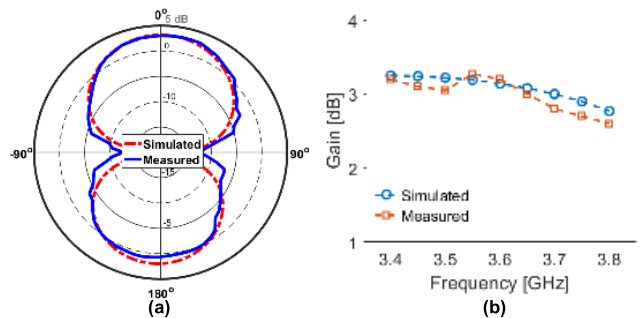 0°
5 dB
0
-10
-90°
90°
Simulated
Measured
-15
-5
180°
(a)
4
3
2
1
Gain [dB]
Simulated
Measured
3.4 3.5 3.6 3.7 3.8
Frequency [GHz]
(b)